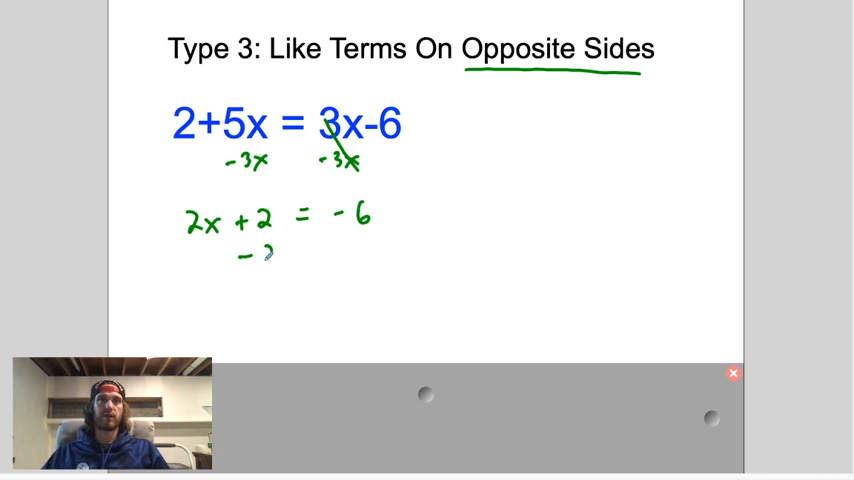 Type 3: Like Terms On Opposite Sides
2+5x = 3x-6
-3x -3x
2x + 2 = -6
-